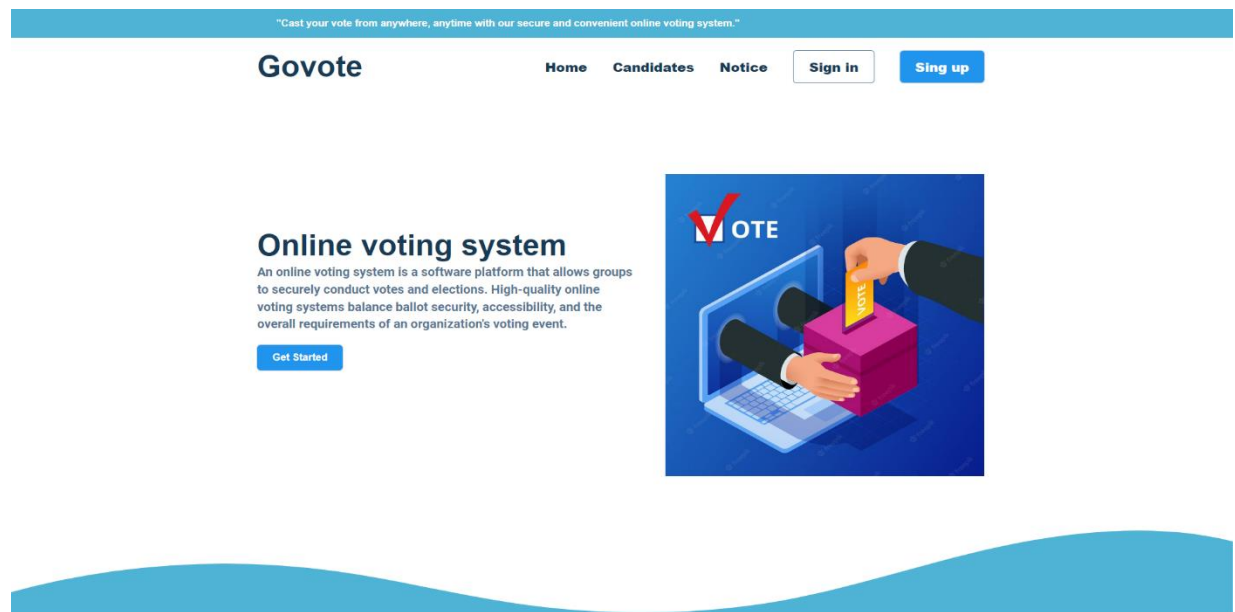 "Cast your vote from anywhere, anytime with our secure and convenient online voting system."
Govote
Home Candidates Notice Sign in Sing up
Online voting system
An online voting system is a software platform that allows groups
to securely conduct votes and elections. High-quality online
voting systems balance ballot security, accessibility, and the
overall requirements of an organization's voting event.
Get Started
OTE
VOTE